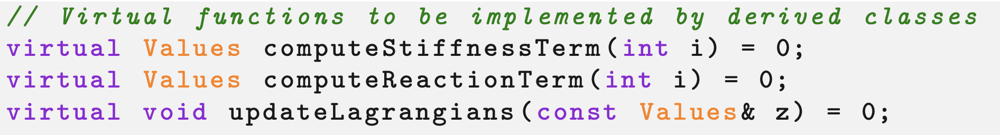 // Virtual functions to be implemented by derived classes
virtual Values computeStiffnessTerm(int i) = 0;
virtual Values computeReactionTerm(int i) = 0;
virtual void updateLagrangians(const Values& z) = 0;